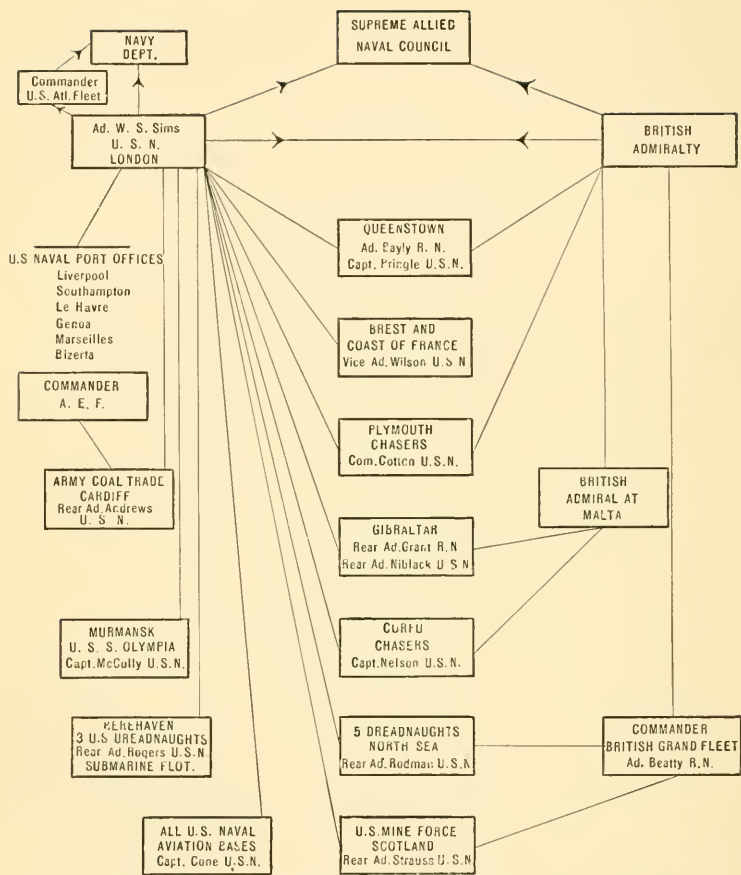 NAVY
DEPT.
SUPREME ALLIED
NAVAL COUNCIL
Commander
U.S. Atl. Fleet
Ad. W. S. Sims
U. S. N.
LONDON
BRITISH
ADMIRALTY
U.S NAVAL PORT OFFICES
Liverpool
Southampton
Le Havre
Genoa
Marseilles
Bizerta
QUEENSTOWN
Ad. Bayly R. N.
Capt. Pringle U.S.N.
BREST AND
COAST OF FRANCE
Vice Ad. Wilson U.S N
COMMANDER
A. E. F.
PLYMOUTH
CHASERS
Com. Cotton U.S.N.
ARMY COAL TRADE
CARDIFF
Rear Ad. Andrews
U. S N.
BRITISH
ADMIRAL AT
MALTA
GIBRALTAR
Rear Ad. Grant R. N
Rear Ad. Niblack U S N
MURMANSK
U. S. S. OLYMPIA
Capt. McCully U.S.N.
CORFU
CHASERS
Capt. Nelson U.S.N.
BEREHAVEN
3 U.S DREADNAUGHTS
Rear Ad. Rogers U.S.N.
SUBMARINE FLOT.
5 DREADNAUGHTS
NORTH SEA
Rear Ad. Rodman U.S.N
COMMANDER
BRITISH GRAND FLEET
Ad. Beatty R.N.
ALL U.S. NAVAL
AVIATION BASES
Capt. Cone U.S.N.
U.S. MINE FORCE
SCOTLAND
Rear Ad. Strauss U.S.N